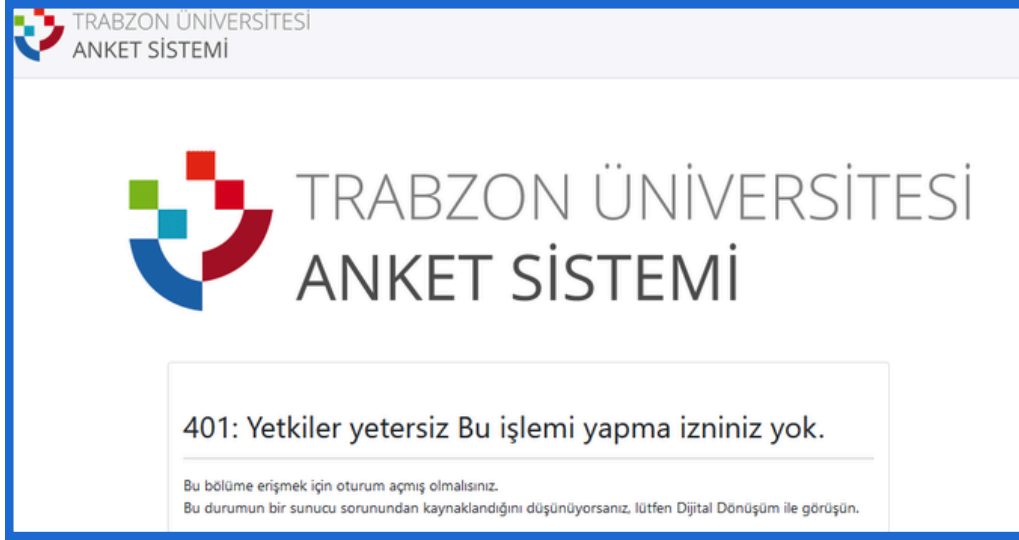 TRABZON ÜNİVERSİTESİ
ANKET SİSTEMİ
TRABZON ÜNİVERSİTESİ
ANKET SİSTEMİ
401: Yetkiler yetersiz Bu işlemi yapma izniniz yok.
Bu bölüme erişmek için oturum açmış olmalısınız.
Bu durumun bir sunucu sorunundan kaynaklandığını düşünüyorsanız, lütfen Dijital Dönüşüm ile görüşün.